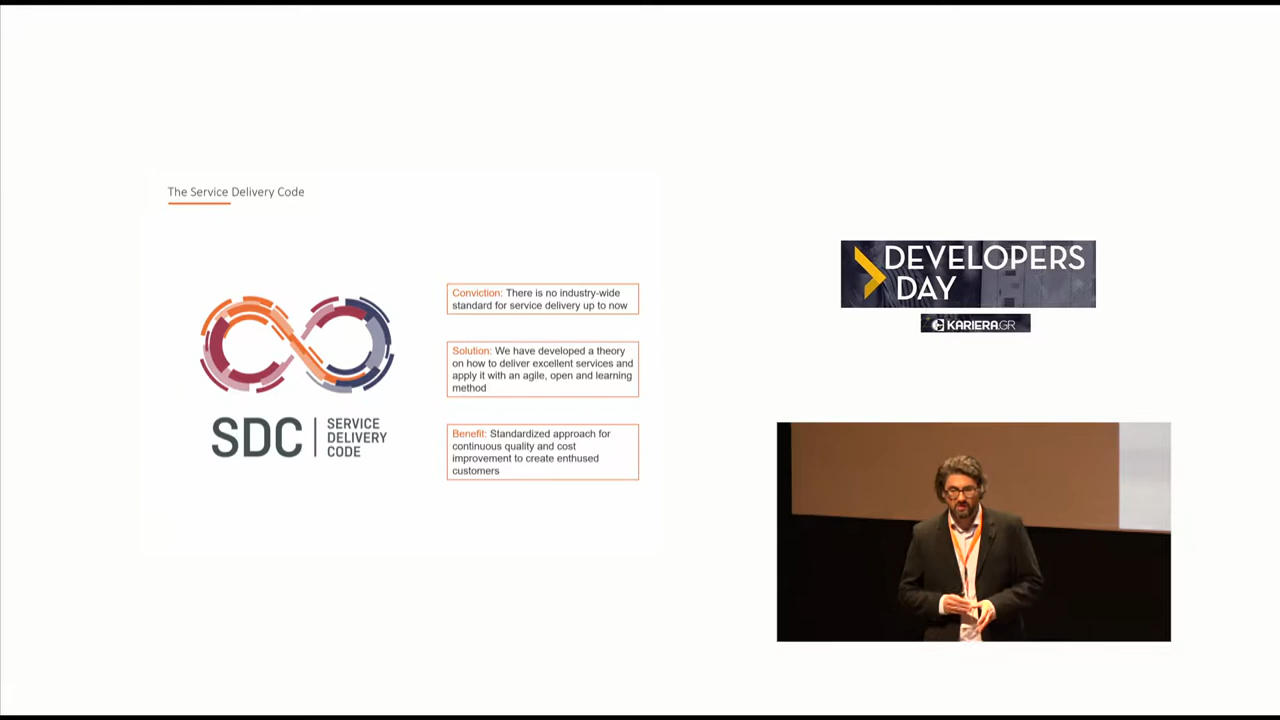 The Service Delivery Code
SDC
SERVICE
DELIVERY
CODE
Conviction: There is no industry-wide
standard for service delivery up to now
Solution: We have developed a theory
on how to deliver excellent services and
apply it with an agile, open and learning
method
Benefit: Standardized approach for
continuous quality and cost
improvement to create enthused
customers
DEVELOPERS
DAY
KARIERA.GR